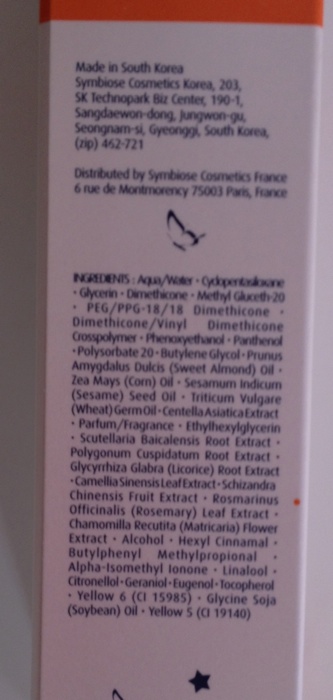 Made in South Korea
Symbiose Cosmetics Korea, 203,
SK Technopark Biz Center, 190-1,
Sangdaewon-dong, Jungwon-gu,
Seongnam-si, Gyeonggi, South Korea,
(zip) 462-721
Distributed by Symbiose Cosmetics France
6 rue de Montmorency 75003 Paris, France
INGREDIENTS : Aqua/Water · Cyclopentasiloxane
· Glycerin · Dimethicone · Methyl Gluceth-20
· PEG/PPG-18/18 Dimethicone ·
Dimethicone/Vinyl Dimethicone
Crosspolymer · Phenoxyethanol · Panthenol
· Polysorbate 20 · Butylene Glycol · Prunus
Amygdalus Dulcis (Sweet Almond) Oil ·
Zea Mays (Corn) Oil · Sesamum Indicum
(Sesame) Seed Oil · Triticum Vulgare
(Wheat) Germ Oil · Centella Asiatica Extract
· Parfum/Fragrance · Ethylhexylglycerin
· Scutellaria Baicalensis Root Extract ·
Polygonum Cuspidatum Root Extract ·
Glycyrrhiza Glabra (Licorice) Root Extract
· Camellia Sinensis Leaf Extract · Schizandra
Chinensis Fruit Extract · Rosmarinus
Officinalis (Rosemary) Leaf Extract ·
Chamomilla Recutita (Matricaria) Flower
Extract · Alcohol · Hexyl Cinnamal ·
Butylphenyl Methylpropional ·
Alpha-Isomethyl Ionone · Linalool ·
Citronellol · Geraniol · Eugenol · Tocopherol
· Yellow 6 (CI 15985) · Glycine Soja
(Soybean) Oil · Yellow 5 (CI 19140)